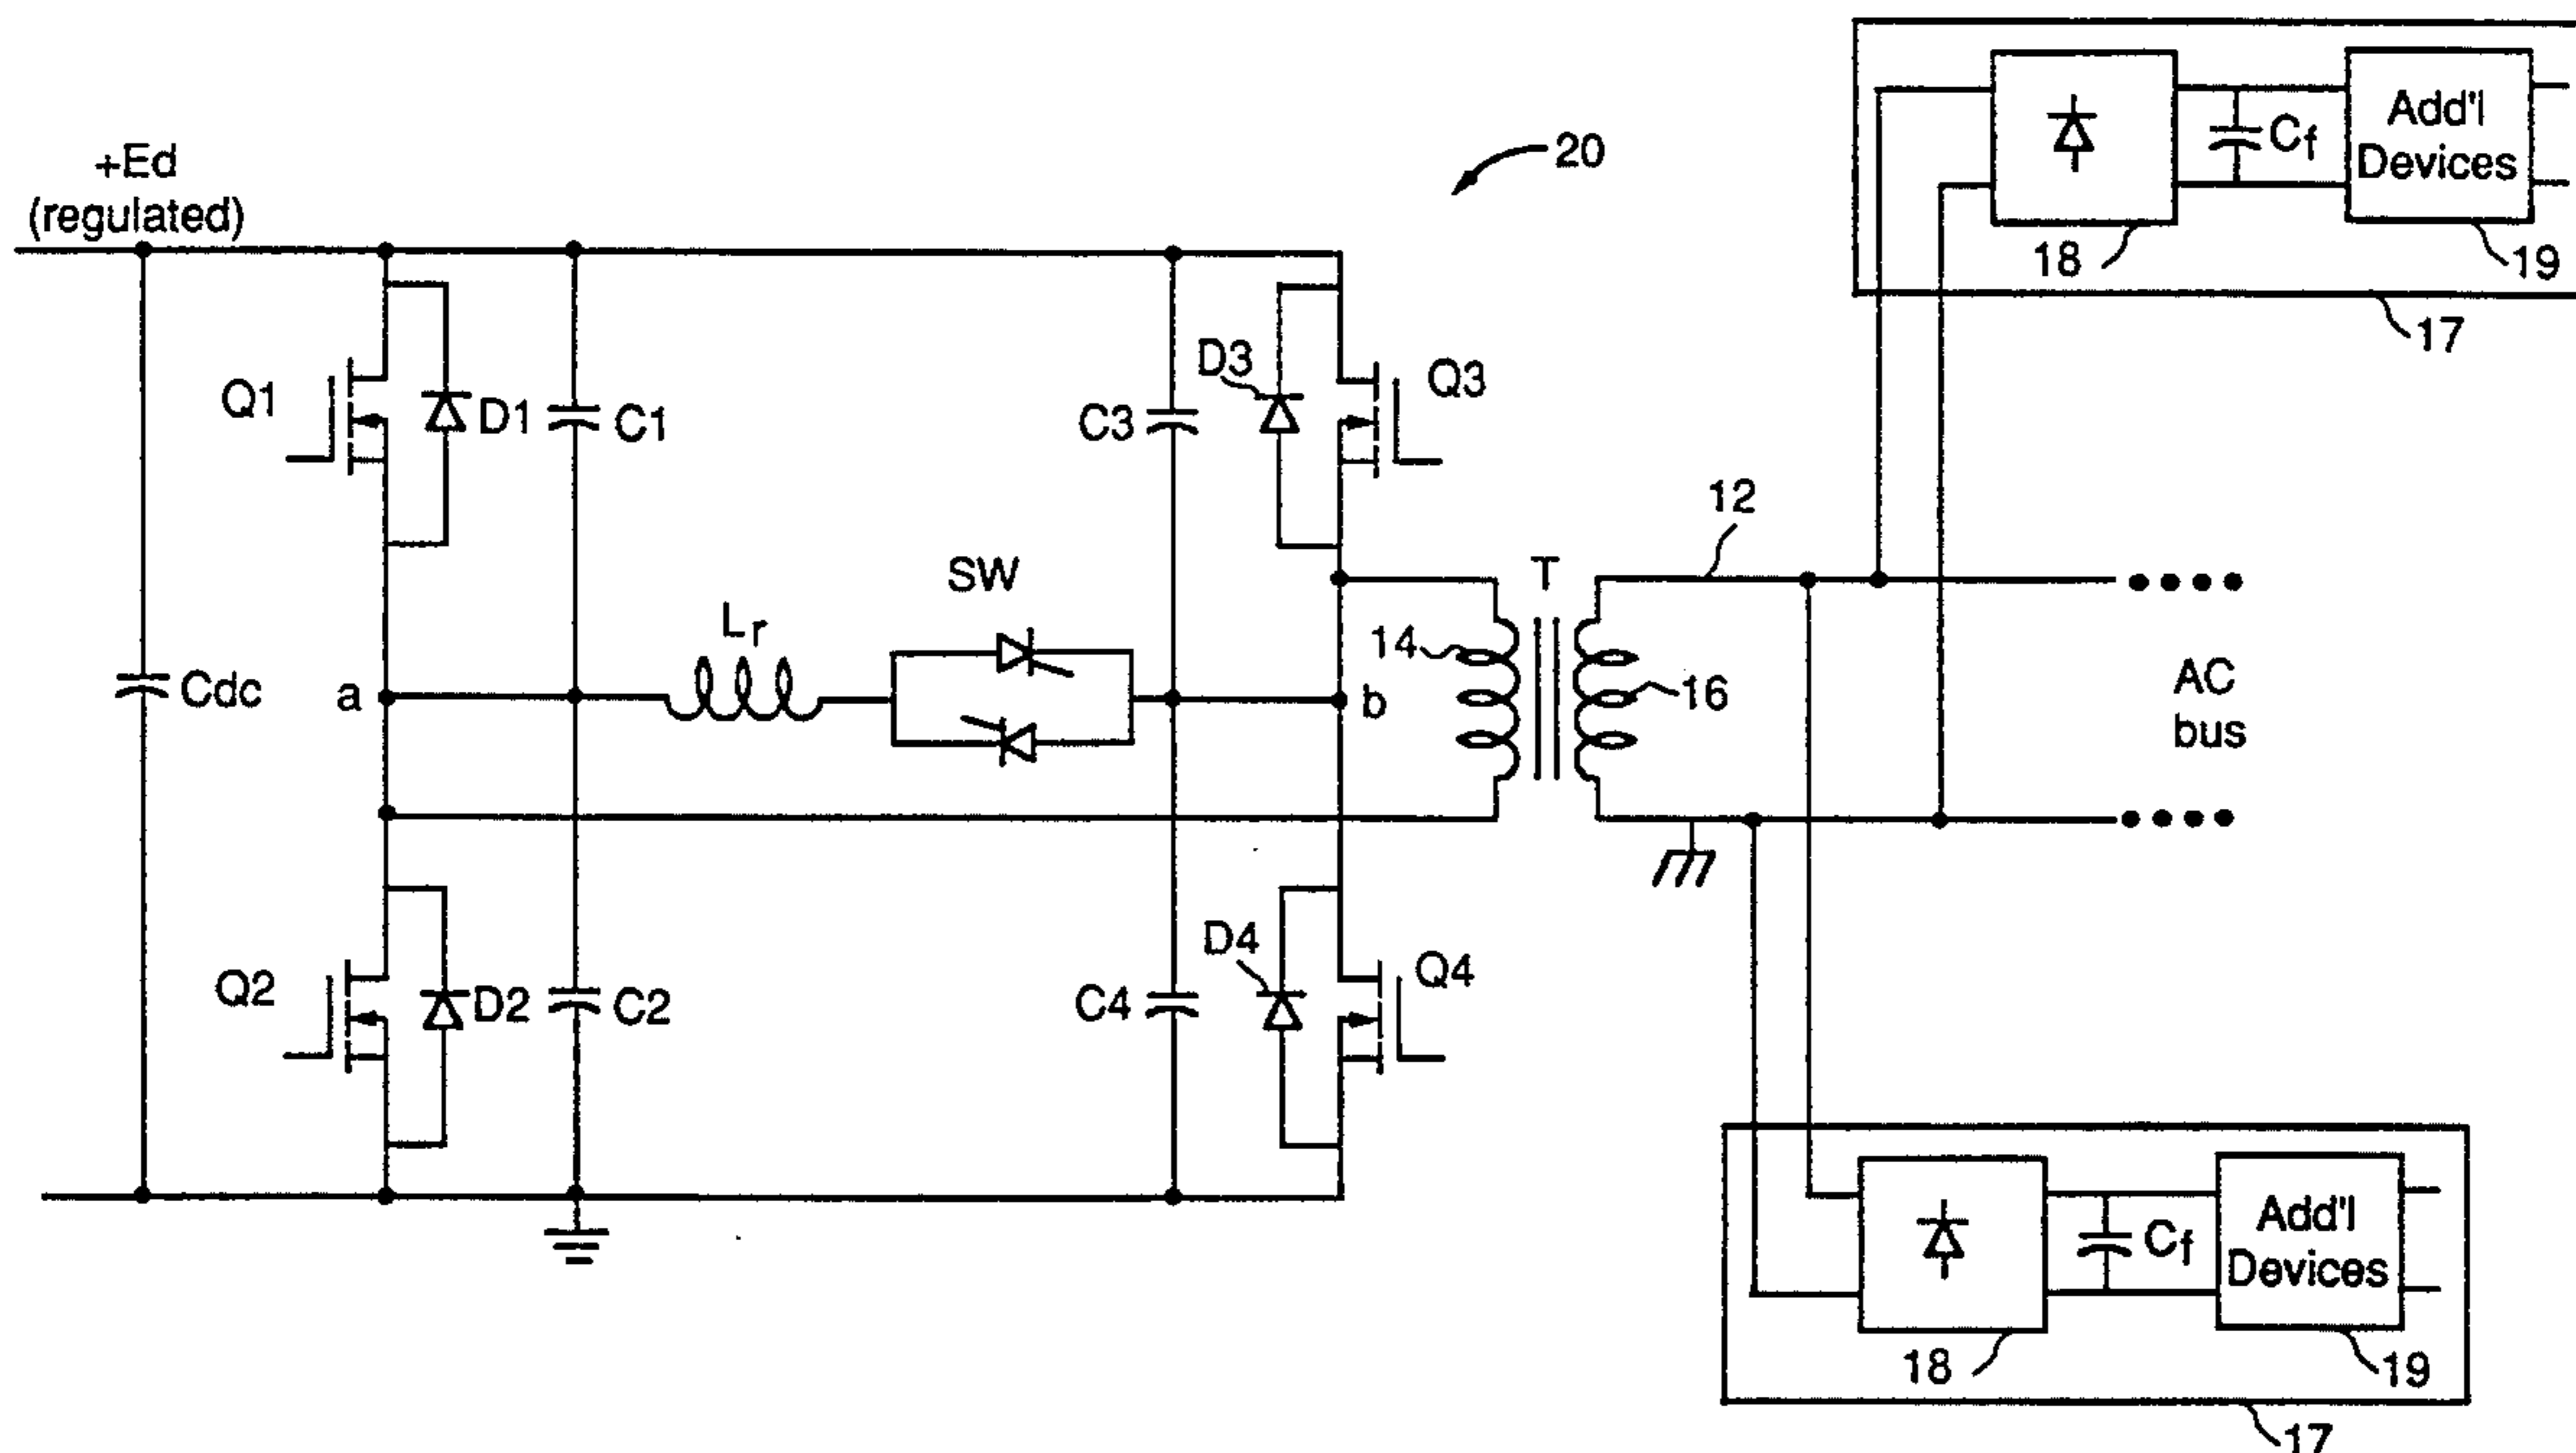 +Ed
(regulated)
20
Add'l
Devices
Cf
18
19
17
Q1
D1
C1
C3
D3
Q3
SW
Lr
T
12
14
16
a
b
Cdc
AC
bus
Q2
D2
C2
C4
D4
Q4
Cf
Add'l
Devices
18
19
17